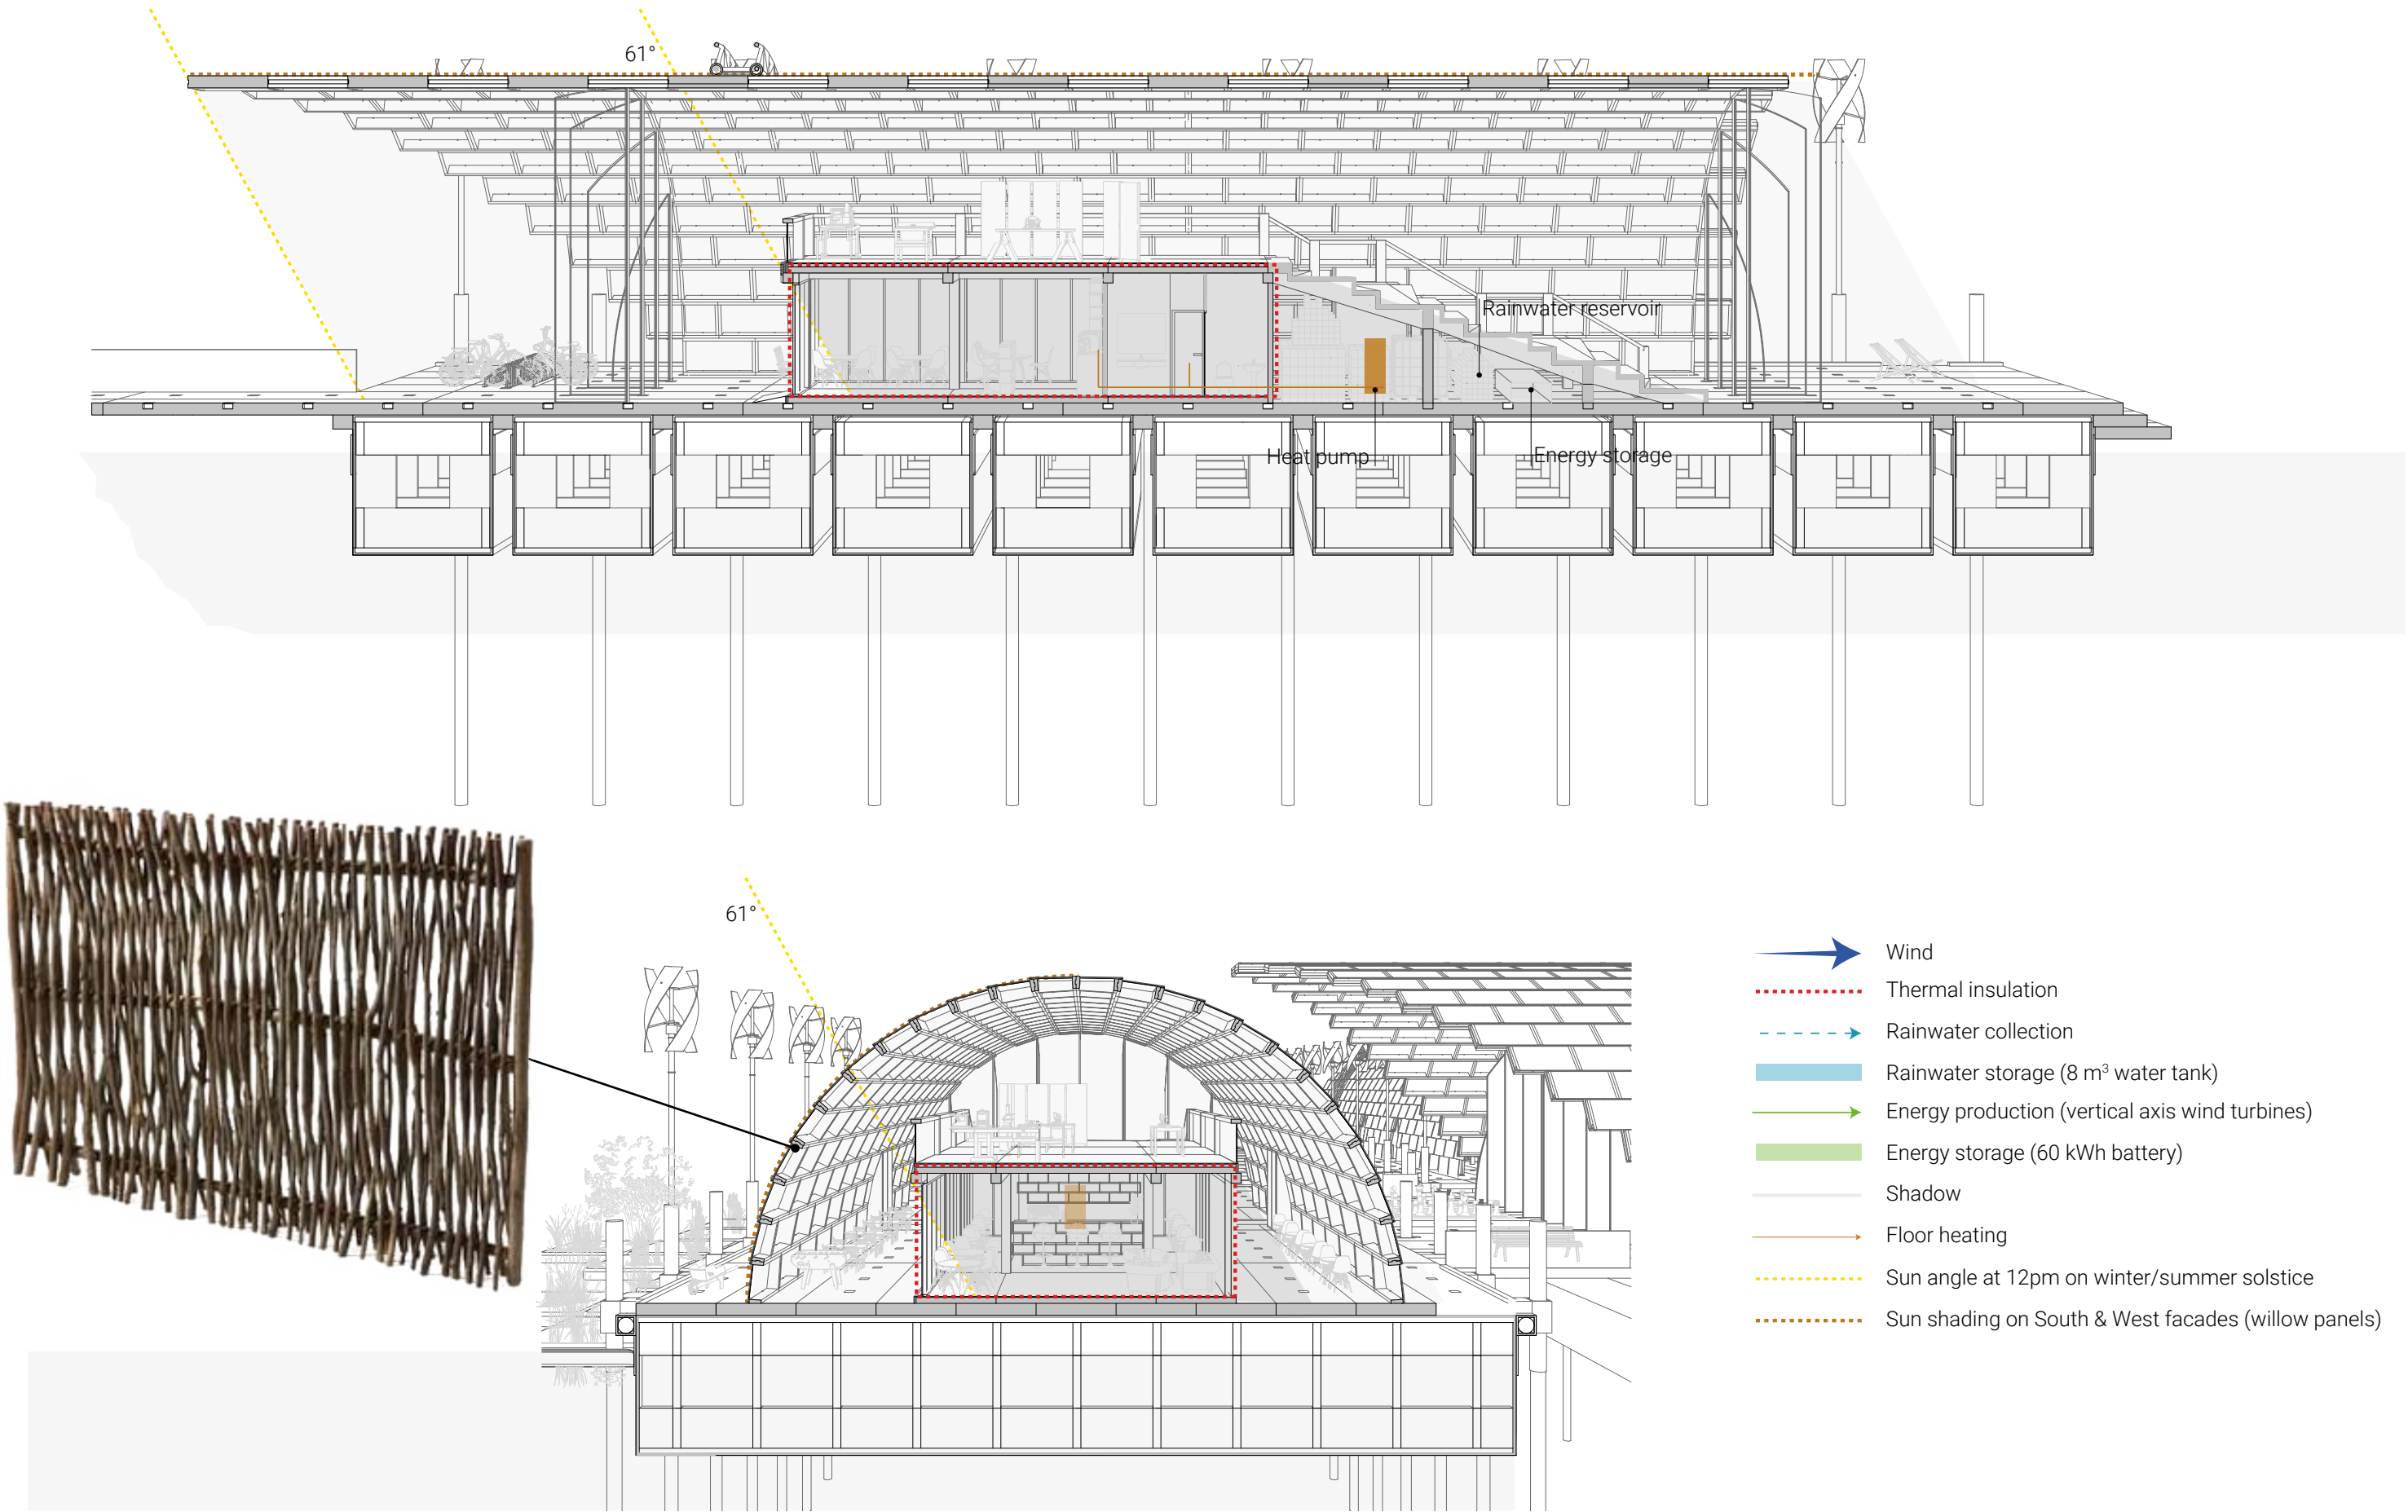 61°
Rainwater reservoir
Heat pump
Energy storage
61°
Wind
Thermal insulation
Rainwater collection
Rainwater storage (8 m³ water tank)
Energy production (vertical axis wind turbines)
Energy storage (60 kWh battery)
Shadow
Floor heating
Sun angle at 12pm on winter/summer solstice
Sun shading on South & West facades (willow panels)